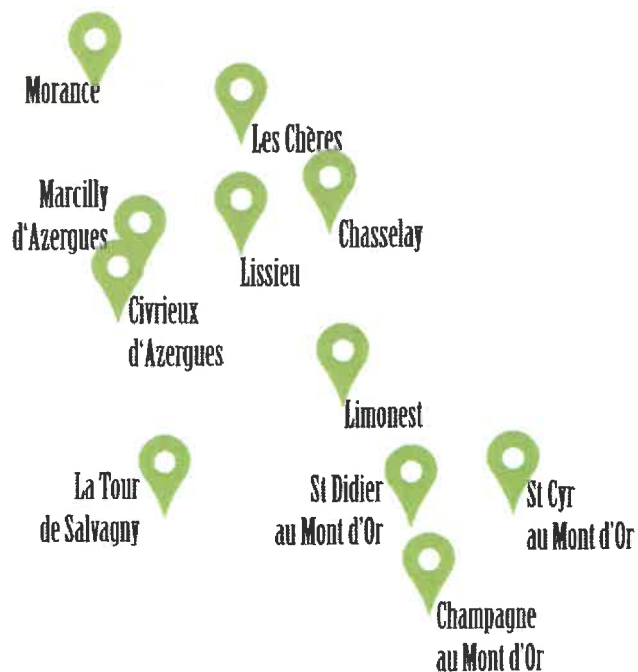 Morancé
Les Chères
Marcilly
d'Azergues
Chasselay
Lissieu
Civrieux
d'Azergues
Limonest
La Tour
de Salvagny
St Didier
au Mont d'Or
St Cyr
au Mont d'Or
Champagne
au Mont d'Or